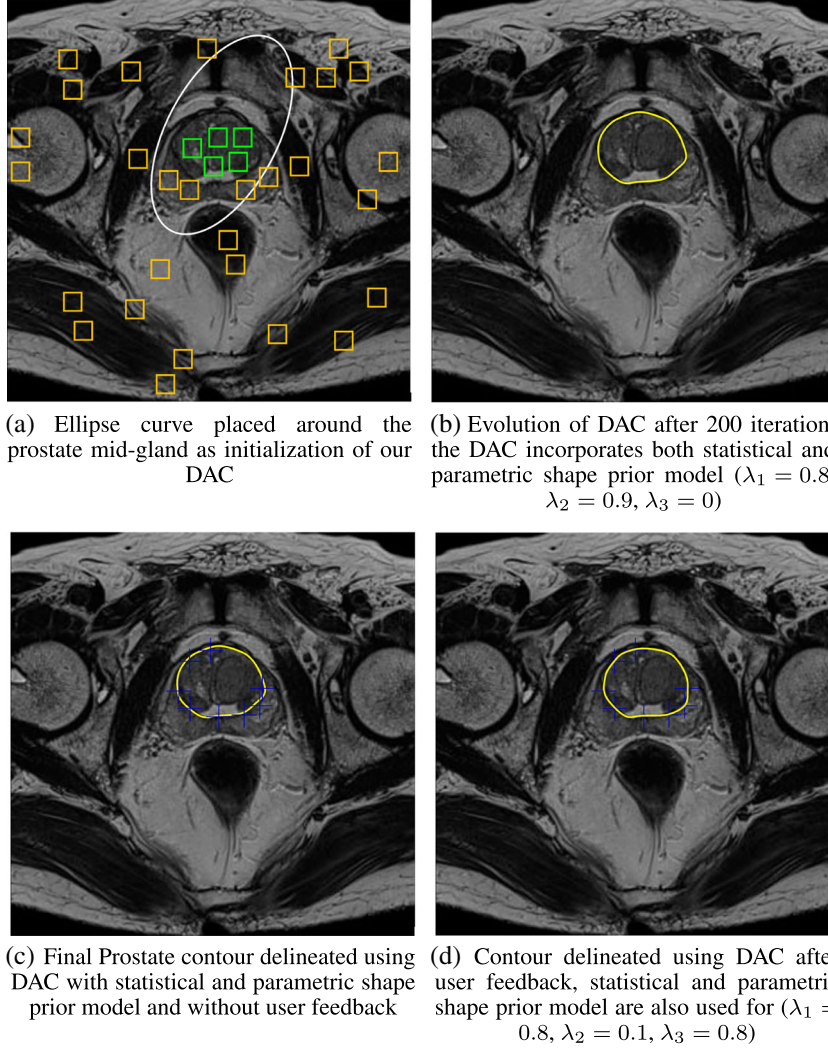 (a) Ellipse curve placed around the
prostate mid-gland as initialization of our
DAC
(b) Evolution of DAC after 200 iteration
the DAC incorporates both statistical and
parametric shape prior model (λ1 = 0.8
λ2 = 0.9, λ3 = 0)
(c) Final Prostate contour delineated using
DAC with statistical and parametric shape
prior model and without user feedback
(d) Contour delineated using DAC afte
user feedback, statistical and parametri
shape prior model are also used for (λ1 =
0.8, λ2 = 0.1, λ3 = 0.8)